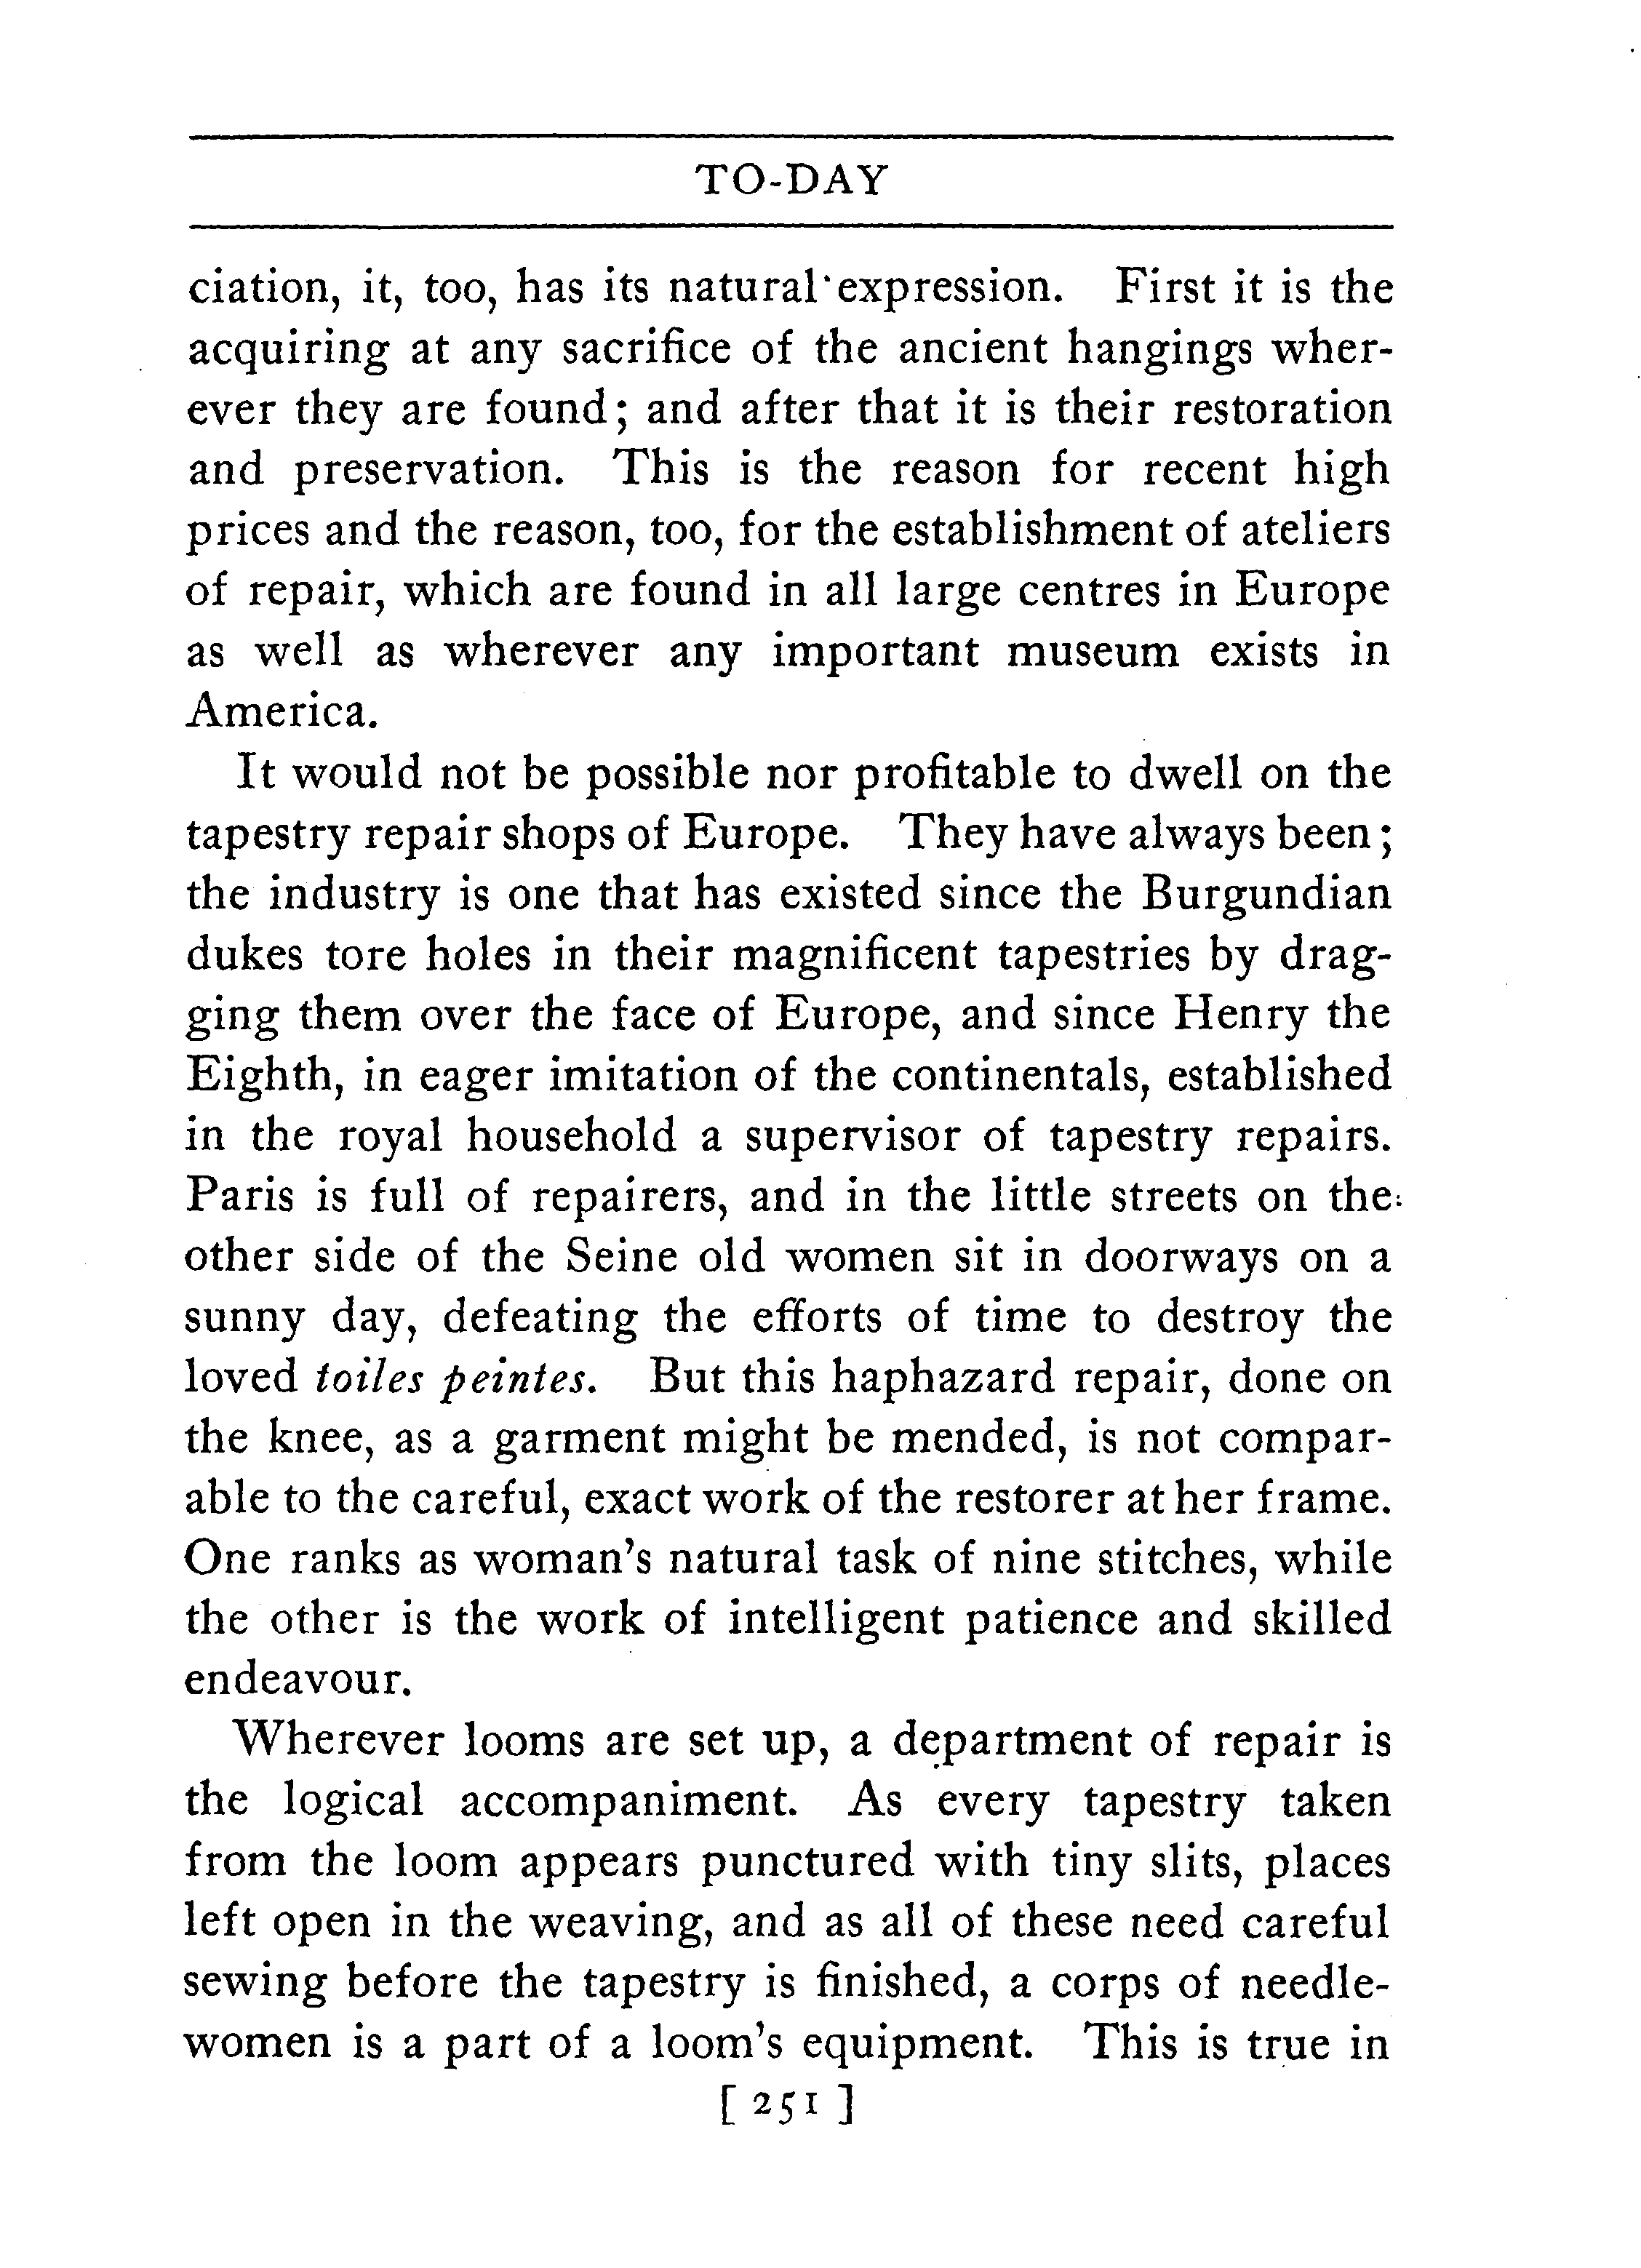 TO-DAY
ciation, it, too, has its natural expression. First it is the
acquiring at any sacrifice of the ancient hangings wher-
ever they are found; and after that it is their restoration
and preservation. This is the reason for recent high
prices and the reason, too, for the establishment of ateliers
of repair, which are found in all large centres in Europe
as well as wherever any important museum exists in
America.
It would not be possible nor profitable to dwell on the
tapestry repair shops of Europe. They have always been;
the industry is one that has existed since the Burgundian
dukes tore holes in their magnificent tapestries by drag-
ging them over the face of Europe, and since Henry the
Eighth, in eager imitation of the continentals, established
in the royal household a supervisor of tapestry repairs.
Paris is full of repairers, and in the little streets on the
other side of the Seine old women sit in doorways on a
sunny day, defeating the efforts of time to destroy the
loved toiles peintes. But this haphazard repair, done on
the knee, as a garment might be mended, is not compar-
able to the careful, exact work of the restorer at her frame.
One ranks as woman's natural task of nine stitches, while
the other is the work of intelligent patience and skilled
endeavour.
Wherever looms are set up, a department of repair is
the logical accompaniment. As every tapestry taken
from the loom appears punctured with tiny slits, places
left open in the weaving, and as all of these need careful
sewing before the tapestry is finished, a corps of needle-
women is a part of a loom's equipment. This is true in
[ 251 ]